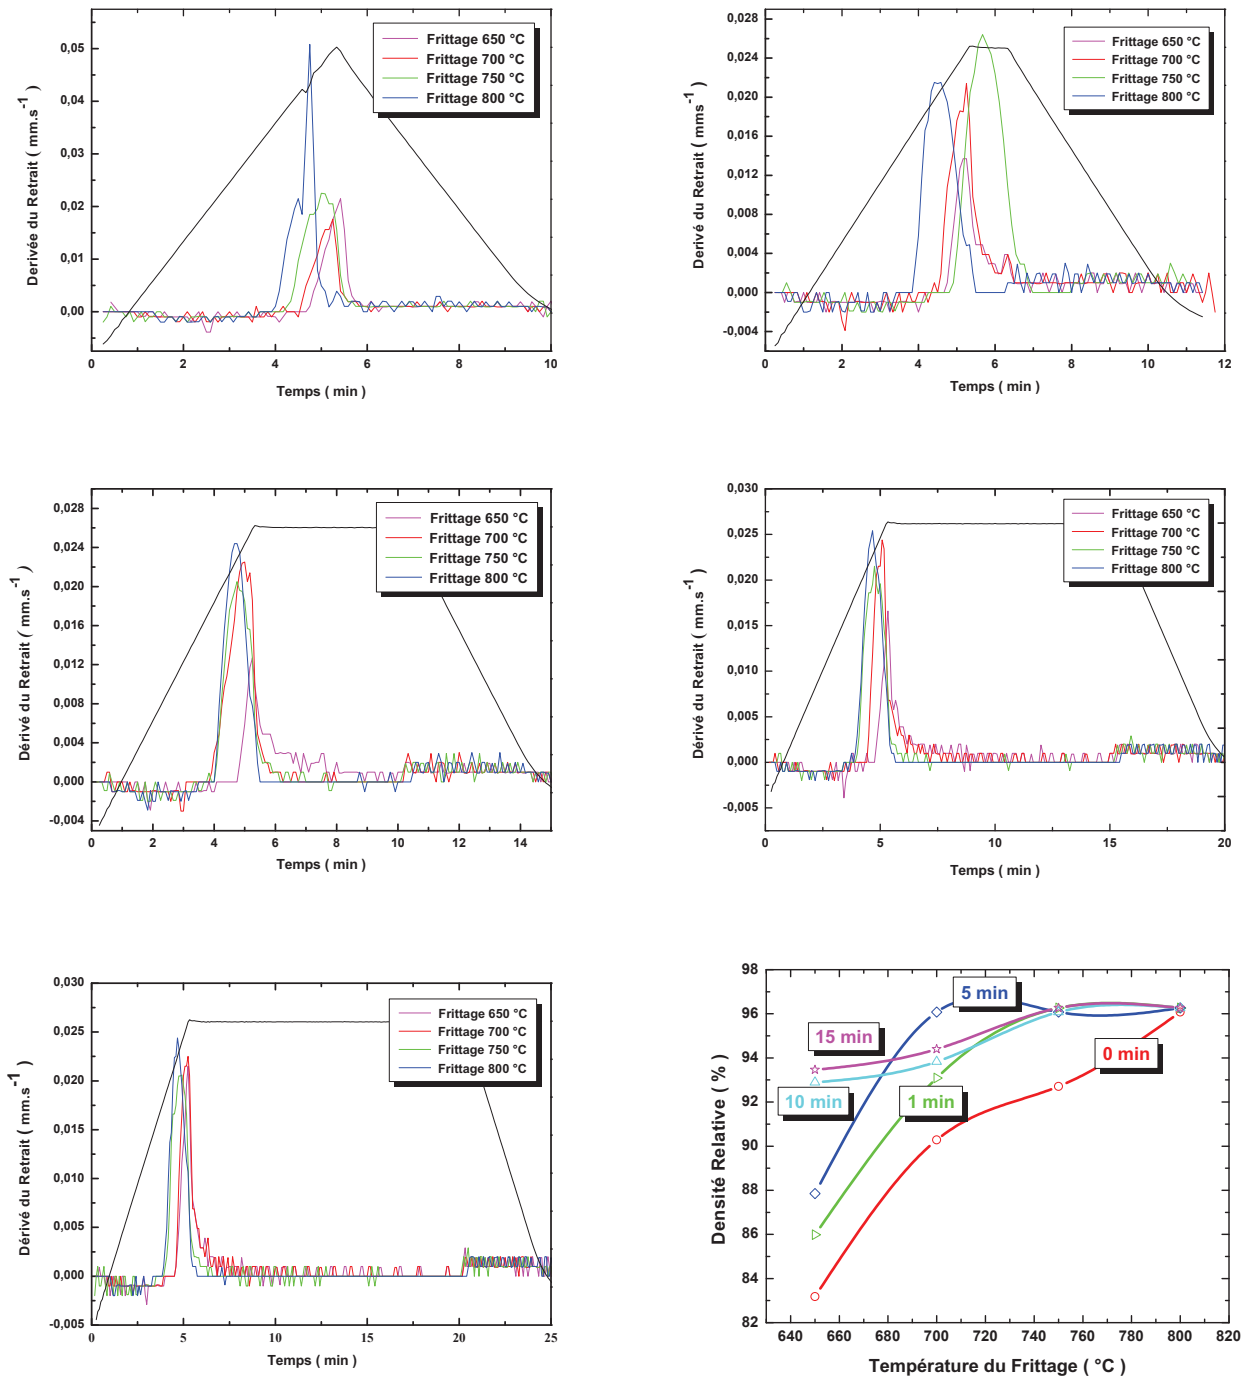 Frittage 650 °C
Frittage 700 °C
Frittage 750 °C
Frittage 800 °C
0,05
0,04
0,03
0,02
0,01
0,00
Derivée du Retrait ( mm.s-1 )
0 2 4 6 8 10
Temps ( min )
Frittage 650 °C
Frittage 700 °C
Frittage 750 °C
Frittage 800 °C
0,028
0,024
0,020
0,016
0,012
0,008
0,004
0,000
-0,004
Derivé du Retrait ( mms-1 )
0 2 4 6 8 10 12
Temps ( min )
Frittage 650 °C
Frittage 700 °C
Frittage 750 °C
Frittage 800 °C
0,028
0,024
0,020
0,016
0,012
0,008
0,004
0,000
-0,004
Dérivé du Retrait ( mm.s-1 )
0 2 4 6 8 10 12 14
Temps ( min )
Frittage 650 °C
Frittage 700 °C
Frittage 750 °C
Frittage 800 °C
0,030
0,025
0,020
0,015
0,010
0,005
0,000
-0,005
Dérivé du Retrait ( mm.s-1 )
0 5 10 15 20
Temps ( min )
Frittage 650 °C
Frittage 700 °C
Frittage 750 °C
Frittage 800 °C
0,030
0,025
0,020
0,015
0,010
0,005
0,000
-0,005
Dérivé du Retrait ( mm.s-1 )
0 5 10 15 20 25
Temps ( min )
98
96
94
92
90
88
86
84
82
Densité Relative ( % )
5 min
15 min
0 min
10 min
1 min
640 660 680 700 720 740 760 780 800 820
Température du Frittage ( °C )